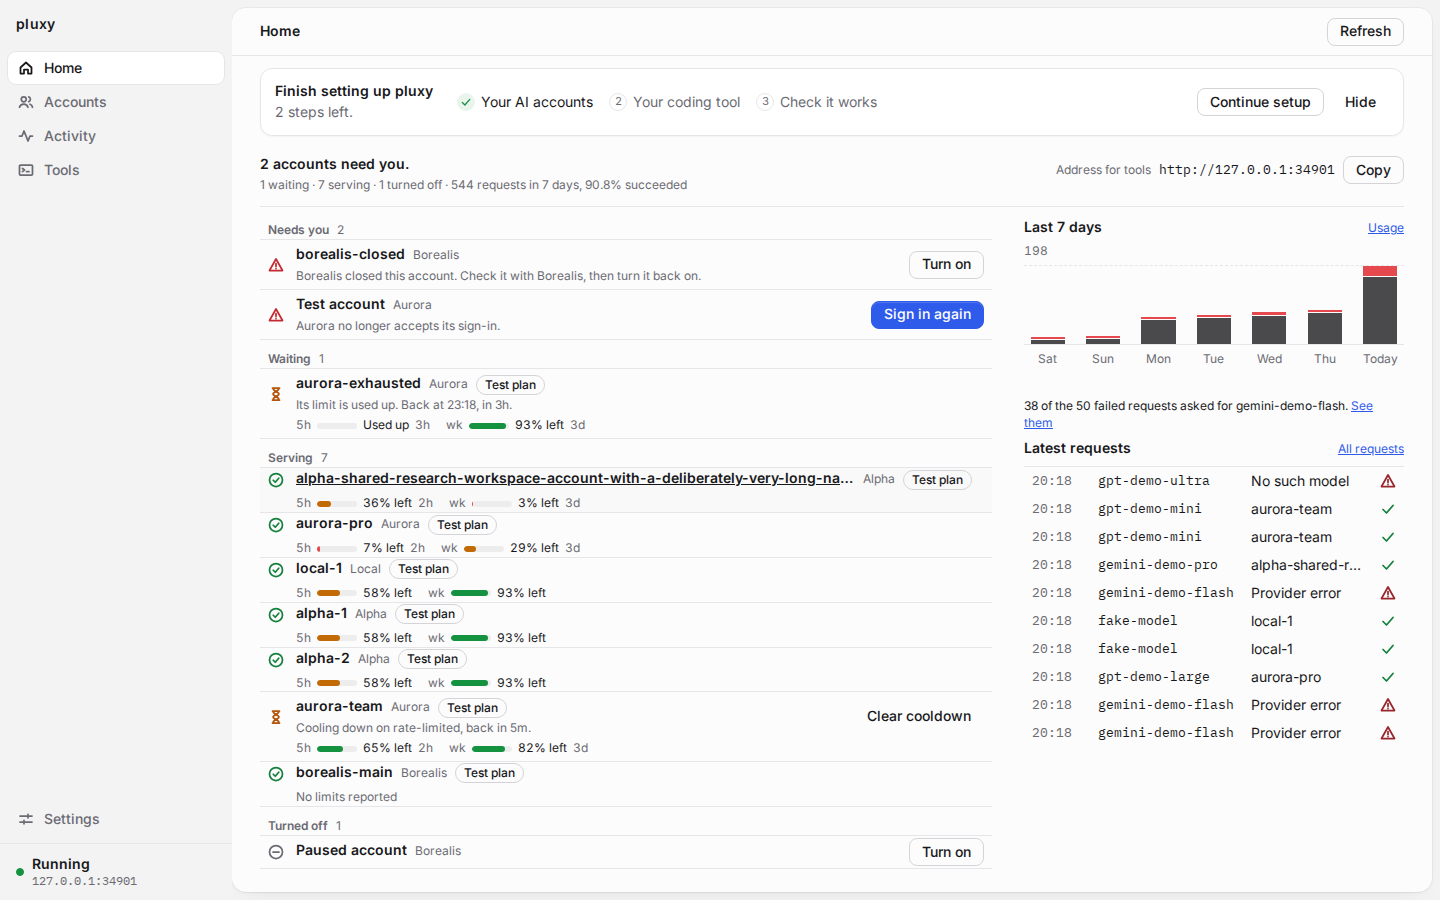 pluxy
Home
Accounts
Activity
Tools
Settings
Running
127.0.0.1:34901
Home
Refresh
Finish setting up pluxy
2 steps left.
Your AI accounts
2 Your coding tool
3 Check it works
Continue setup
Hide
2 accounts need you.
1 waiting · 7 serving · 1 turned off · 544 requests in 7 days, 90.8% succeeded
Address for tools http://127.0.0.1:34901 Copy
Needs you 2
borealis-closed Borealis
Borealis closed this account. Check it with Borealis, then turn it back on.
Turn on
Test account Aurora
Aurora no longer accepts its sign-in.
Sign in again
Waiting 1
aurora-exhausted Aurora Test plan
Its limit is used up. Back at 23:18, in 3h.
5h Used up 3h wk 93% left 3d
Serving 7
alpha-shared-research-workspace-account-with-a-deliberately-very-long-na... Alpha Test plan
5h 36% left 2h wk 3% left 3d
aurora-pro Aurora Test plan
5h 7% left 2h wk 29% left 3d
local-1 Local Test plan
5h 58% left wk 93% left
alpha-1 Alpha Test plan
5h 58% left wk 93% left
alpha-2 Alpha Test plan
5h 58% left wk 93% left
aurora-team Aurora Test plan
Cooling down on rate-limited, back in 5m.
5h 65% left 2h wk 82% left 3d
Clear cooldown
borealis-main Borealis Test plan
No limits reported
Turned off 1
Paused account Borealis
Turn on
Last 7 days Usage
198
Sat Sun Mon Tue Wed Thu Today
38 of the 50 failed requests asked for gemini-demo-flash. See
them
Latest requests All requests
20:18 gpt-demo-ultra No such model
20:18 gpt-demo-mini aurora-team
20:18 gpt-demo-mini aurora-team
20:18 gemini-demo-pro alpha-shared-r...
20:18 gemini-demo-flash Provider error
20:18 fake-model local-1
20:18 fake-model local-1
20:18 gpt-demo-large aurora-pro
20:18 gemini-demo-flash Provider error
20:18 gemini-demo-flash Provider error